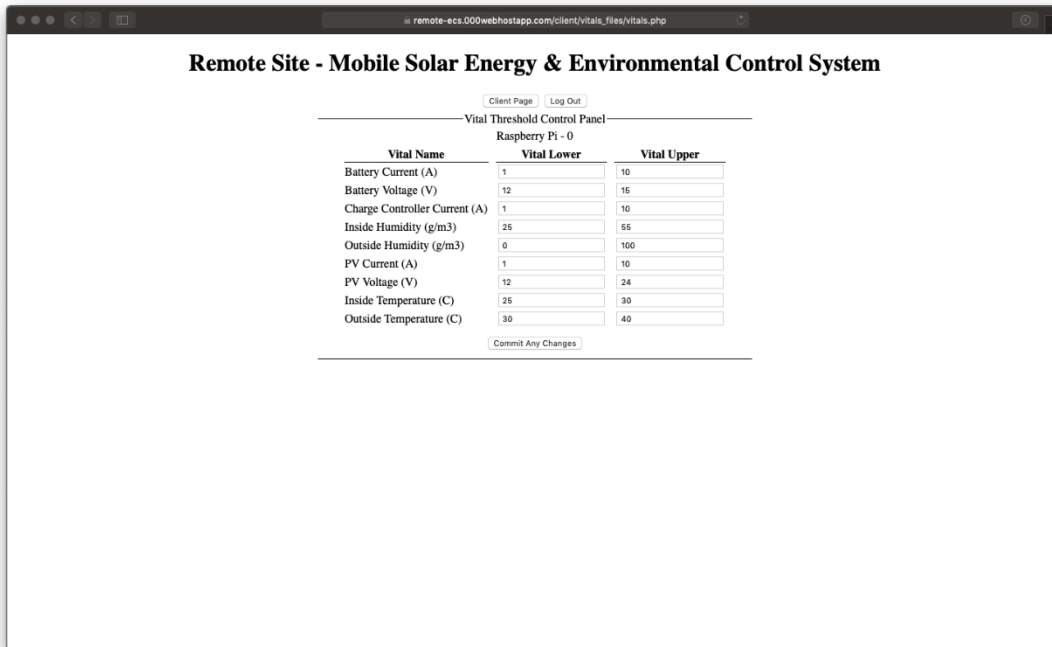 remote-ecs.000webhostapp.com/client/vitals_files/vitals.php
Remote Site - Mobile Solar Energy & Environmental Control System
Client Page Log Out
Vital Threshold Control Panel
Raspberry Pi - 0
Vital Name Vital Lower Vital Upper
Battery Current (A) 1 10
Battery Voltage (V) 12 15
Charge Controller Current (A) 1 10
Inside Humidity (g/m3) 25 55
Outside Humidity (g/m3) 0 100
PV Current (A) 1 10
PV Voltage (V) 12 24
Inside Temperature (C) 25 30
Outside Temperature (C) 30 40
Commit Any Changes